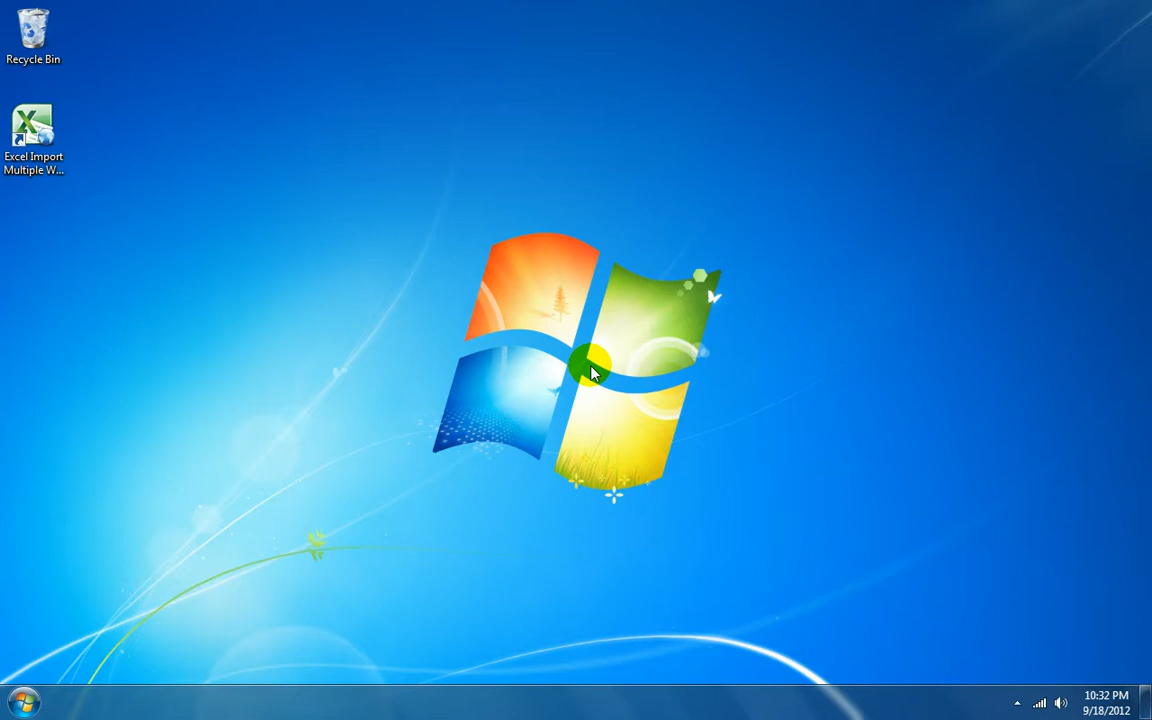 Recycle Bin
Excel Import
Multiple W...
10:32 PM
9/18/2012